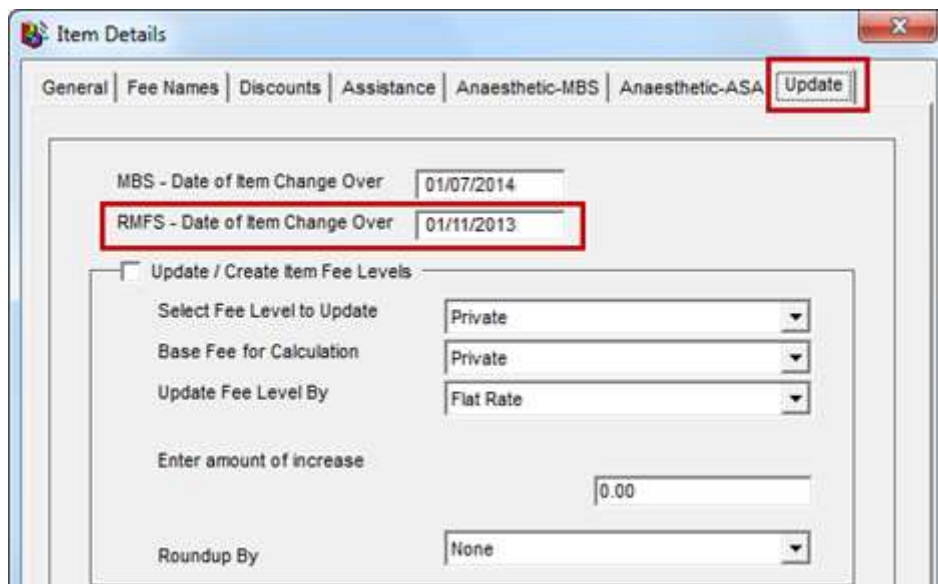 Item Details
General Fee Names Discounts Assistance Anaesthetic-MBS Anaesthetic-ASA Update
MBS - Date of Item Change Over 01/07/2014
RMFS - Date of Item Change Over 01/11/2013
Update / Create Item Fee Levels
Select Fee Level to Update Private
Base Fee for Calculation Private
Update Fee Level By Flat Rate
Enter amount of increase
0.00
Roundup By None